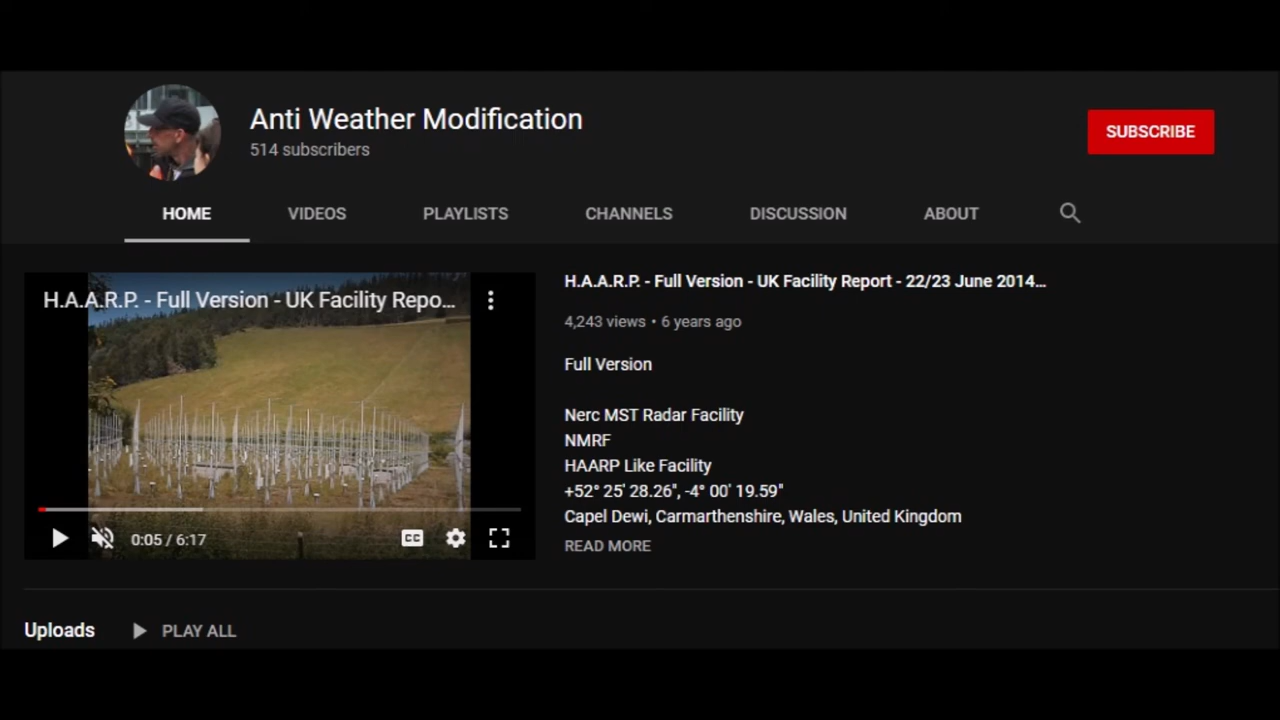 Anti Weather Modification
514 subscribers
SUBSCRIBE
HOME VIDEOS PLAYLISTS CHANNELS DISCUSSION ABOUT
H.A.A.R.P. - Full Version - UK Facility Repo...
0:05 / 6:17
CC
H.A.A.R.P. - Full Version - UK Facility Report - 22/23 June 2014...
4,243 views • 6 years ago
Full Version
Nerc MST Radar Facility
NMRF
HAARP Like Facility
+52° 25' 28.26", -4° 00' 19.59"
Capel Dewi, Carmarthenshire, Wales, United Kingdom
READ MORE
Uploads PLAY ALL